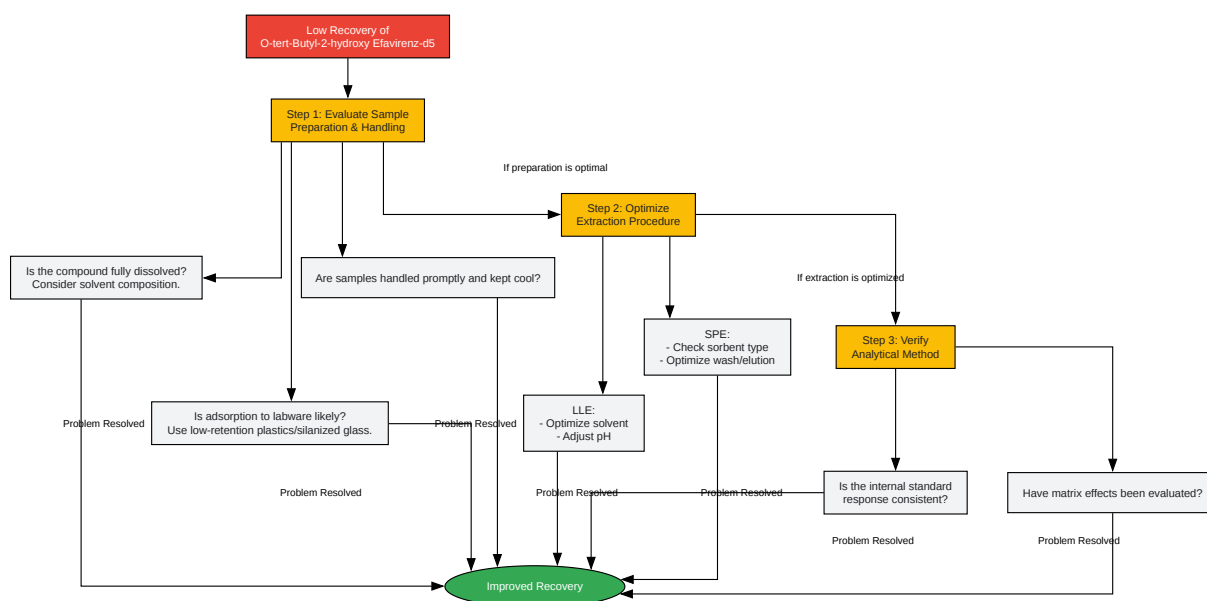 Low Recovery of
O-tert-Butyl-2-hydroxy Efavirenz-d5
Step 1: Evaluate Sample
Preparation & Handling
If preparation is optimal
Step 2: Optimize
Extraction Procedure
Is the compound fully dissolved?
Consider solvent composition.
Are samples handled promptly and kept cool?
If extraction is optimized
SPE:
- Check sorbent type
- Optimize wash/elution
Step 3: Verify
Analytical Method
Problem Resolved
Is adsorption to labware likely?
Use low-retention plastics/silanized glass.
Problem Resolved
LLE:
- Optimize solvent
- Adjust pH
Problem Resolved
Problem Resolved
Problem Resolved
Is the internal standard
response consistent?
Have matrix effects been evaluated?
Problem Resolved
Problem Resolved
Improved Recovery